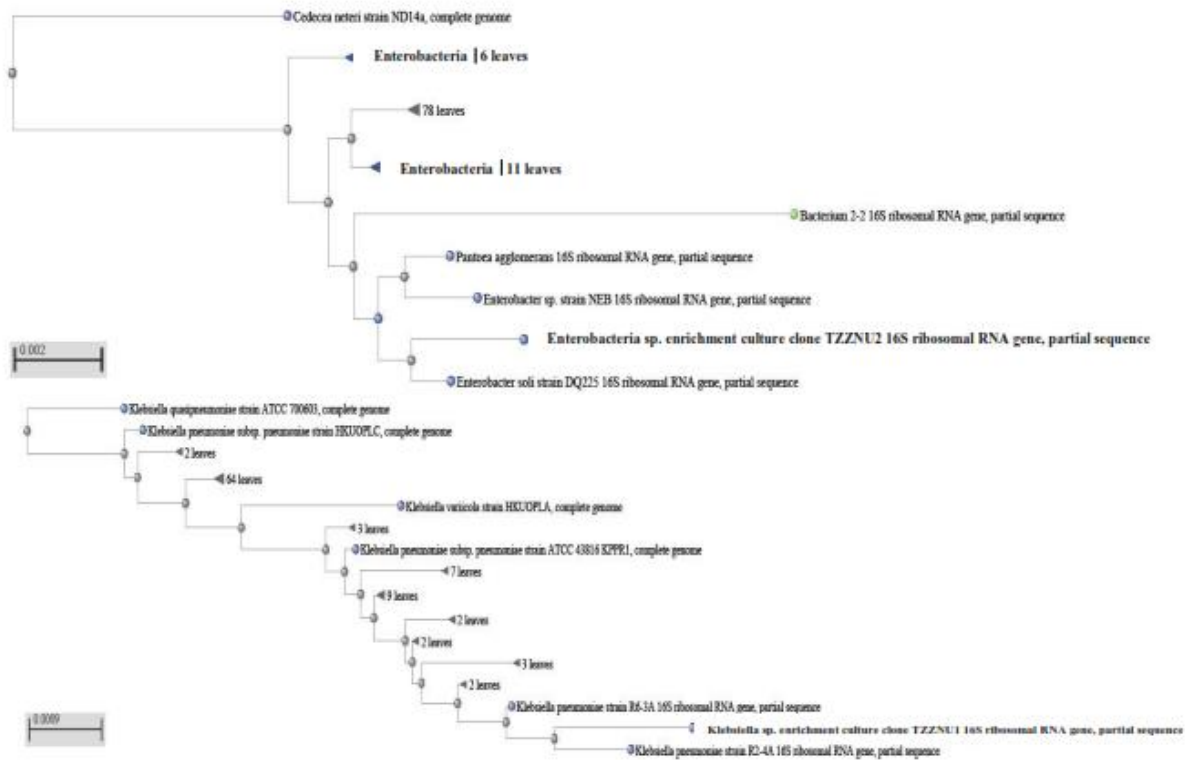 Cedecea neteri strain ND14a, complete genome
Enterobacteria | 6 leaves
78 leaves
Enterobacteria | 11 leaves
Bacterium 2-2 16S ribosomal RNA gene, partial sequence
Pantoea agglomerans 16S ribosomal RNA gene, partial sequence
Enterobacter sp. strain NEB 16S ribosomal RNA gene, partial sequence
Enterobacteria sp. enrichment culture clone TZZNU2 16S ribosomal RNA gene, partial sequence
0.002
Enterobacter soli strain DQ225 16S ribosomal RNA gene, partial sequence
Klebsiella quasipneumoniae strain ATCC 700603, complete genome
Klebsiella pneumoniae subsp. pneumoniae strain HKUOPLC, complete genome
2 leaves
64 leaves
Klebsiella variicola strain HKUOPLA, complete genome
3 leaves
Klebsiella pneumoniae subsp. pneumoniae strain ATCC 43816 KPPR1, complete genome
7 leaves
9 leaves
2 leaves
2 leaves
3 leaves
2 leaves
Klebsiella pneumoniae strain R6-3A 16S ribosomal RNA gene, partial sequence
0.0009
Klebsiella sp. enrichment culture clone TZZNU1 16S ribosomal RNA gene, partial sequence
Klebsiella pneumoniae strain R2-4A 16S ribosomal RNA gene, partial sequence